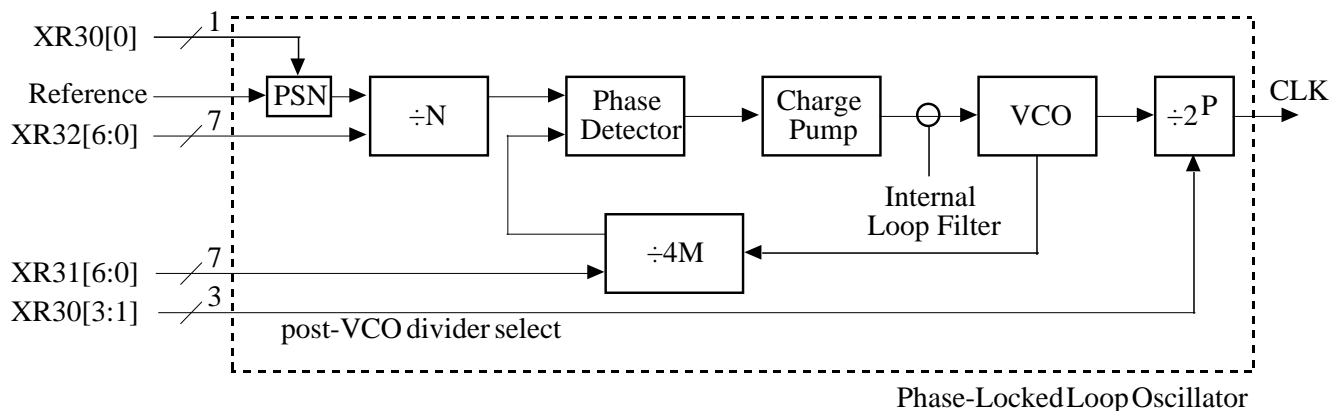 XR30[0]
1
Reference
PSN
XR32[6:0]
7
÷N
Phase
Detector
Charge
Pump
VCO
÷2^P
CLK
Internal
Loop Filter
÷4M
XR31[6:0]
7
XR30[3:1]
3
post-VCO divider select
Phase-Locked Loop Oscillator